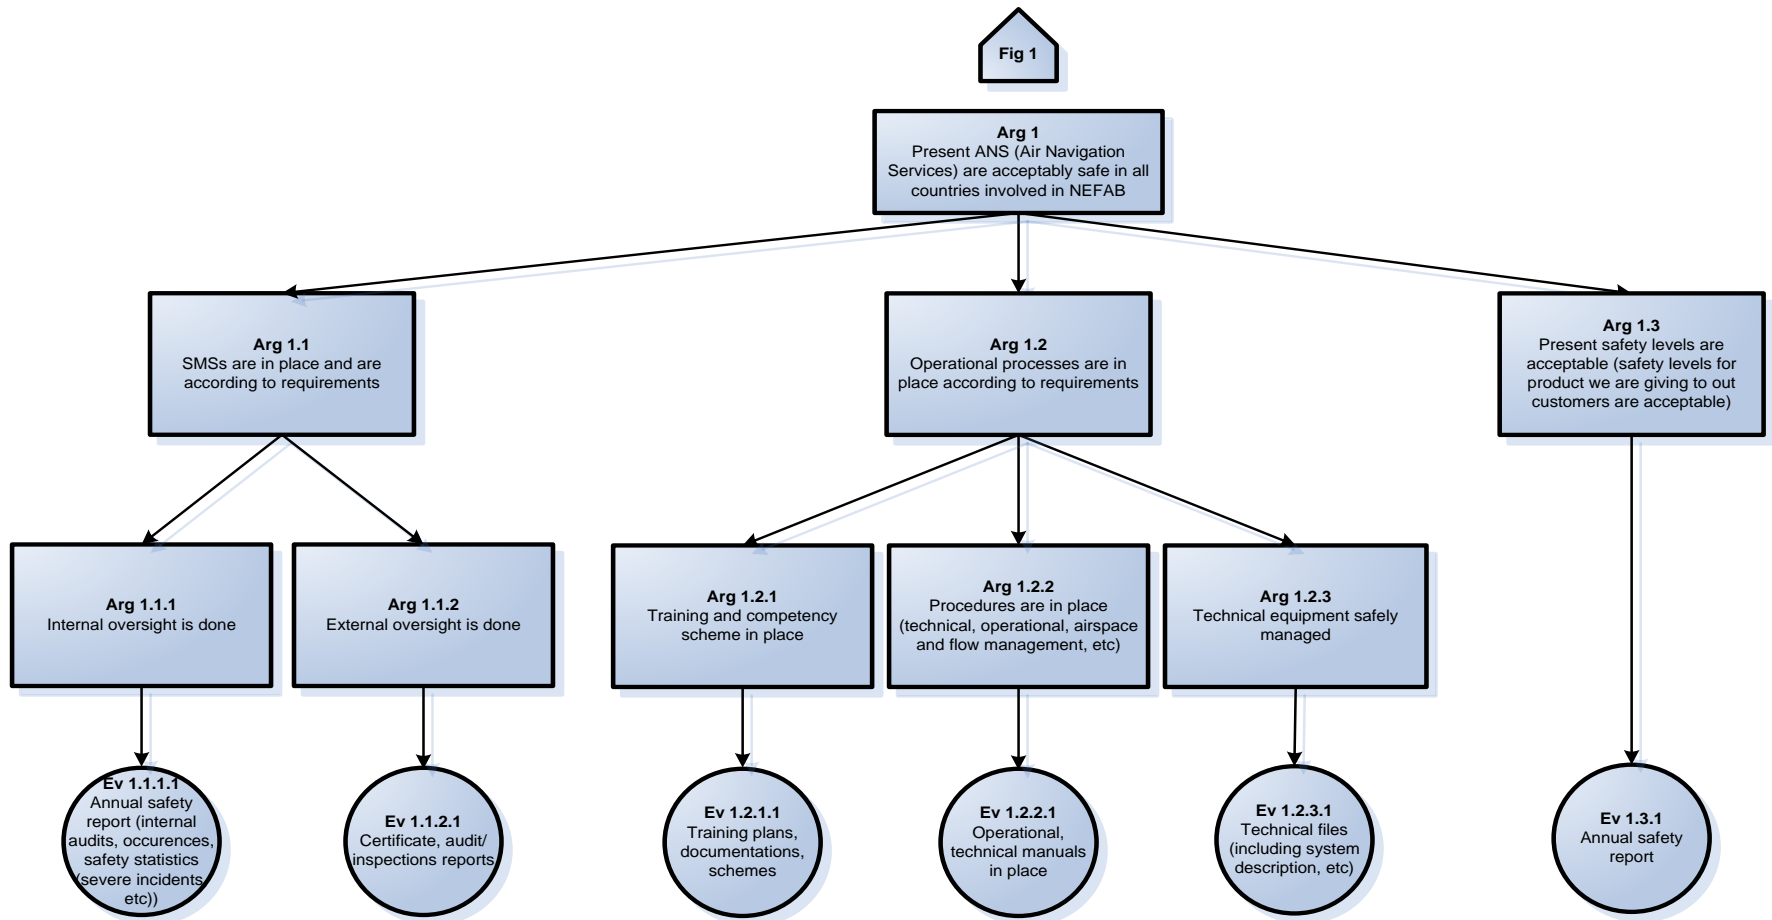 Fig 1
Arg 1
Present ANS (Air Navigation
Services) are acceptably safe in all
countries involved in NEFAB
Arg 1.1
SMSs are in place and are
according to requirements
Arg 1.2
Operational processes are in
place according to requirements
Arg 1.3
Present safety levels are
acceptable (safety levels for
product we are giving to out
customers are acceptable)
Arg 1.1.1
Internal oversight is done
Arg 1.1.2
External oversight is done
Arg 1.2.1
Training and competency
scheme in place
Arg 1.2.2
Procedures are in place
(technical, operational, airspace
and flow management, etc)
Arg 1.2.3
Technical equipment safely
managed
Ev 1.1.1.1
Annual safety
report (internal
audits, occurences,
safety statistics
(severe incidents
etc))
Ev 1.1.2.1
Certificate, audit/
inspections reports
Ev 1.2.1.1
Training plans,
documentations,
schemes
Ev 1.2.2.1
Operational,
technical manuals
in place
Ev 1.2.3.1
Technical files
(including system
description, etc)
Ev 1.3.1
Annual safety
report